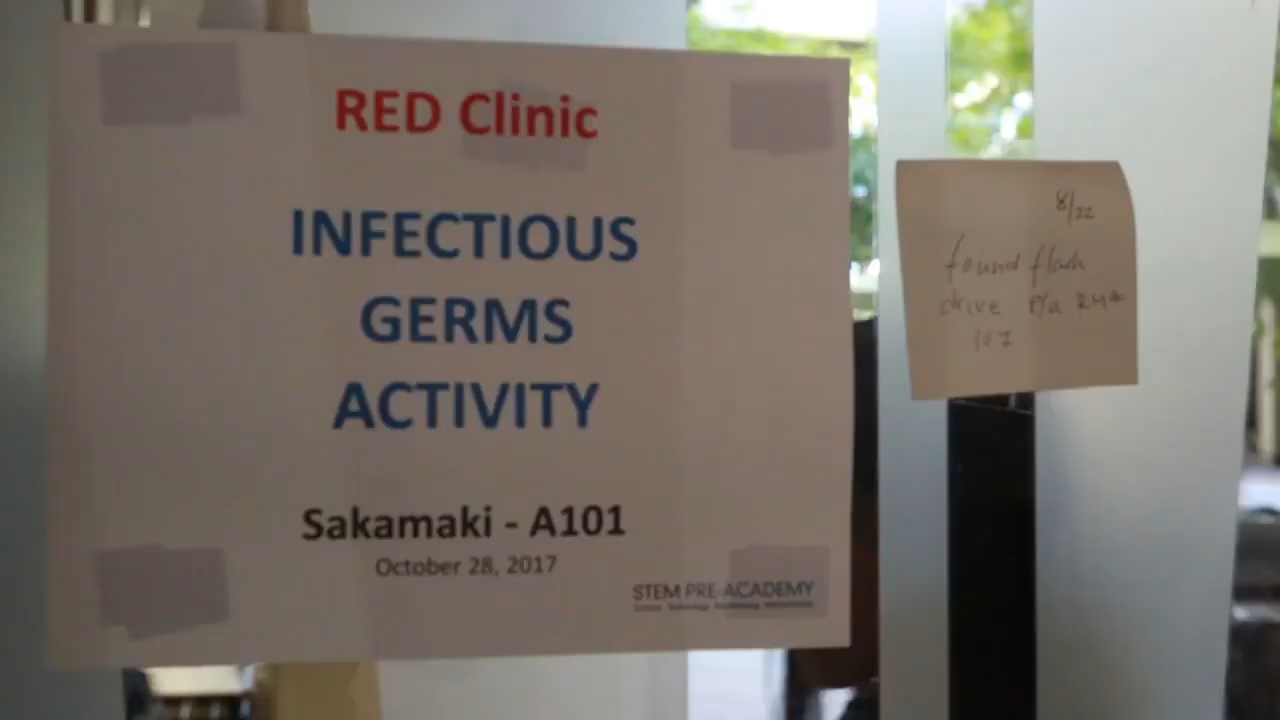 RED Clinic
INFECTIOUS
GERMS
ACTIVITY
Sakamaki - A101
October 28, 2017
STEM PRE-ACADEMY
8/22
found flash
drive